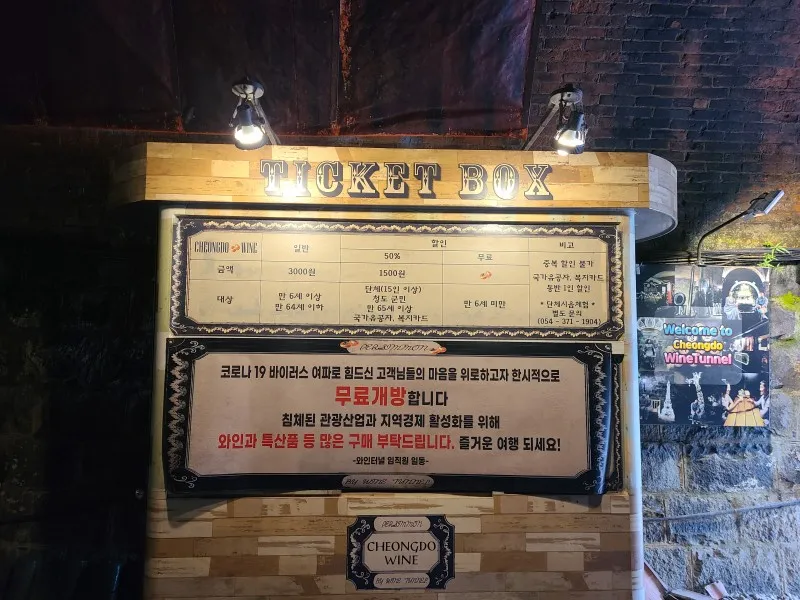 TICKET BOX
CHEONGDO WINE
일반
할인
비고
50%
무료
금액
3000원
1500원
중복 할인 불가
국가유공자, 복지카드
동반 1인 할인
대상
만 6세 이상
만 64세 이하
단체(15인 이상)
청도 군민
만 65세 이상
국가유공자, 복지카드
만 6세 미만
* 단체시음체험 *
별도 문의
(054 - 371 - 1904)
PERSIMMON
코로나 19 바이러스 여파로 힘드신 고객님들의 마음을 위로하고자 한시적으로
무료개방합니다
침체된 관광산업과 지역경제 활성화를 위해
와인과 특산품 등 많은 구매 부탁드립니다. 즐거운 여행 되세요!
-와인터널 임직원 일동-
BY WINE TUNNEL
Welcome to
Cheongdo
WineTunnel
PERSIMMON
CHEONGDO
WINE
BY WINE TUNNEL